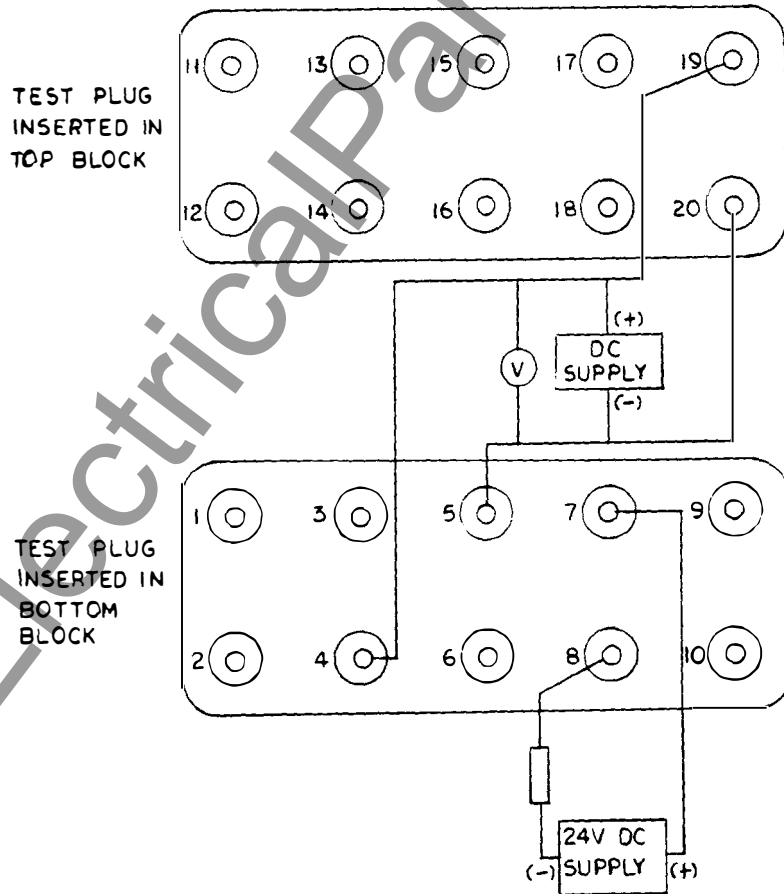 11 13 15 17 19
TEST PLUG
INSERTED IN
TOP BLOCK
12 14 16 18 20
(+)
V
DC
SUPPLY
(-)
1 3 5 7 9
TEST PLUG
INSERTED IN
BOTTOM
BLOCK
2 4 6 8 10
24V DC
SUPPLY
(-) (+)
ElectricalPar